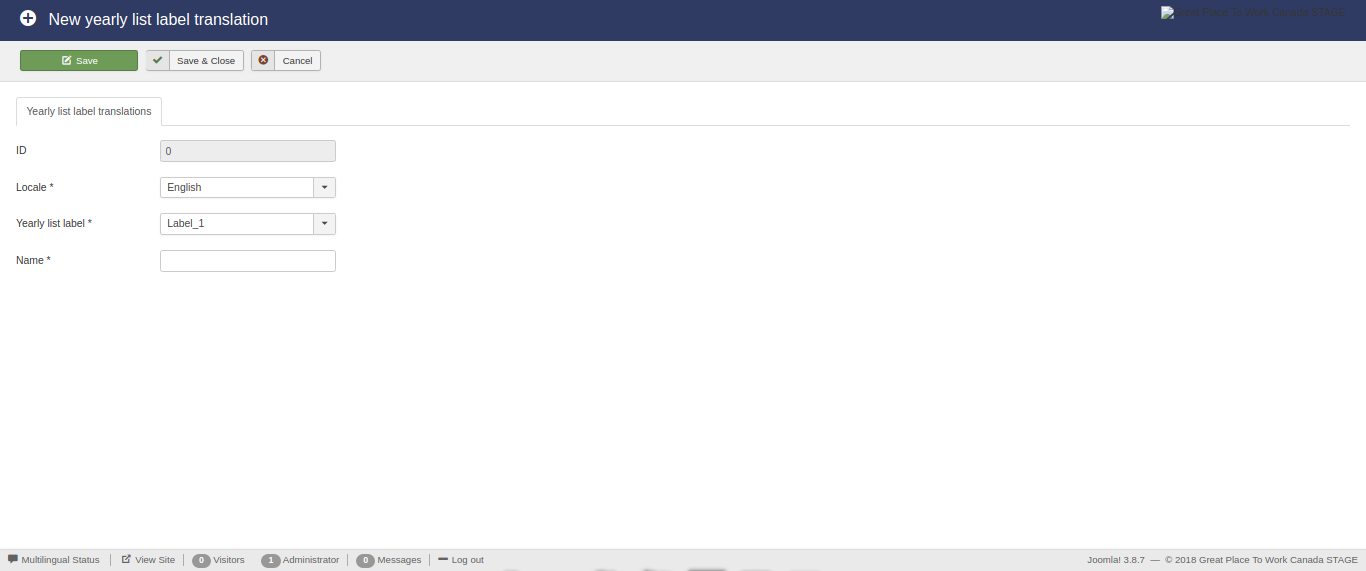 New yearly list label translation
Great Place To Work Canada STAGE
Save
Save & Close
Cancel
Yearly list label translations
ID
0
Locale *
English
Yearly list label *
Label_1
Name *
Multilingual Status
View Site
0 Visitors
1 Administrator
0 Messages
Log out
Joomla! 3.8.7 — © 2018 Great Place To Work Canada STAGE